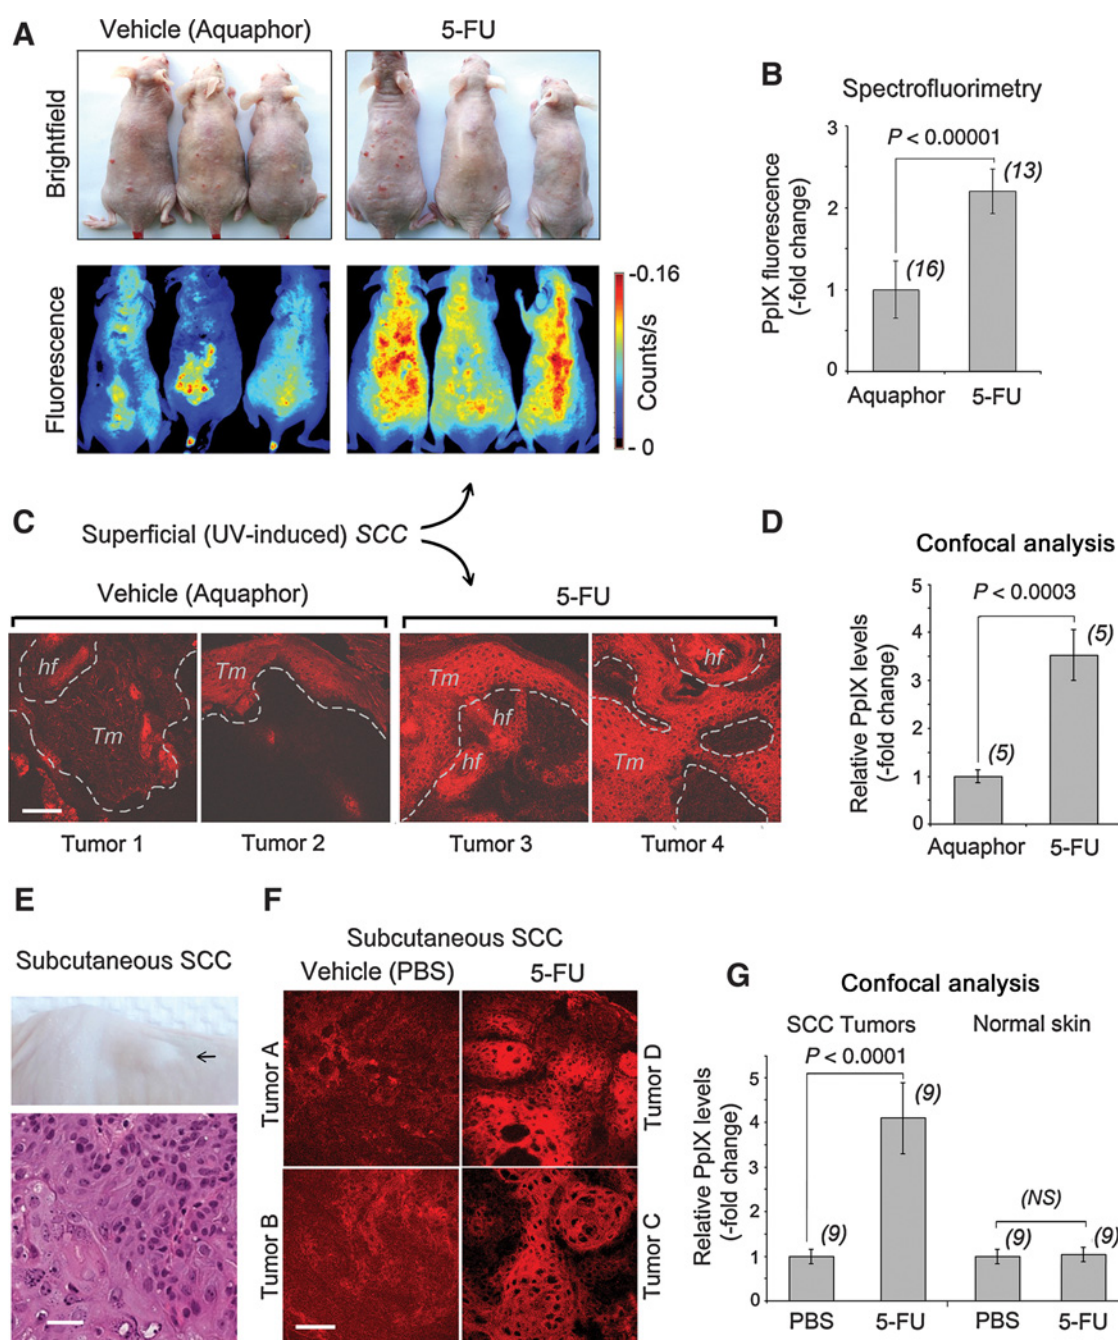 A
Vehicle (Aquaphor)
5-FU
Brightfield
Fluorescence
-0.16
Counts/s
- 0
B
Spectrofluorimetry
PpIX fluorescence
(-fold change)
3
2
1
0
P < 0.00001
(16)
(13)
Aquaphor
5-FU
C
Superficial (UV-induced) SCC
Vehicle (Aquaphor)
5-FU
hf
Tm
Tm
Tm
hf
hf
hf
Tm
Tumor 1
Tumor 2
Tumor 3
Tumor 4
D
Confocal analysis
Relative PpIX levels
(-fold change)
5
4
3
2
1
0
P < 0.0003
(5)
(5)
Aquaphor
5-FU
E
Subcutaneous SCC
F
Subcutaneous SCC
Vehicle (PBS)
5-FU
Tumor A
Tumor D
Tumor B
Tumor C
G
Confocal analysis
SCC Tumors
Normal skin
Relative PpIX levels
(-fold change)
5
4
3
2
1
0
P < 0.0001
(9)
(9)
(NS)
(9)
(9)
PBS
5-FU
PBS
5-FU